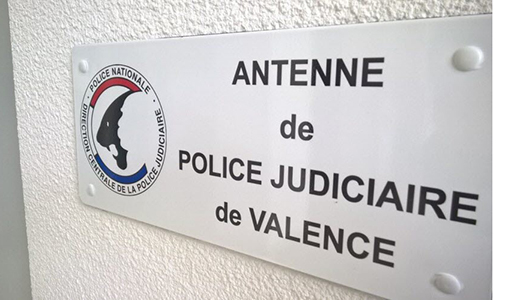 POLICE NATIONALE
DIRECTION CENTRALE DE LA POLICE JUDICIAIRE
ANTENNE
de
POLICE JUDICIAIRE
de VALENCE